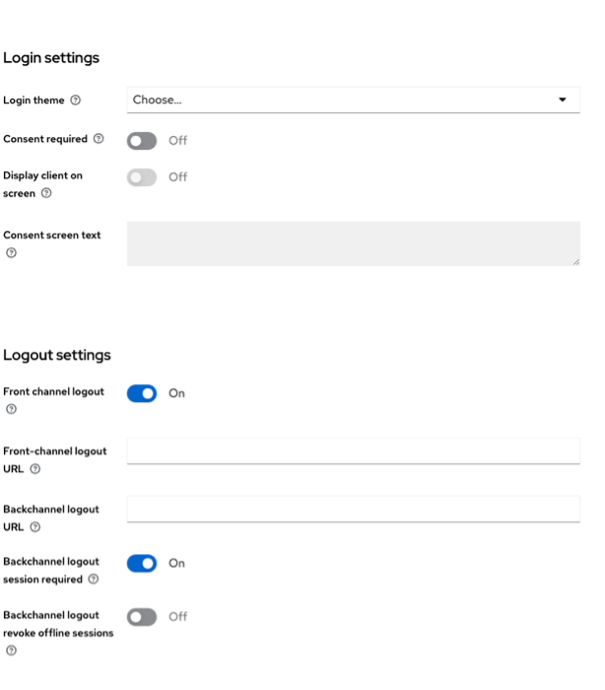 Login settings
Login theme
Choose...
Consent required
Off
Display client on
screen
Off
Consent screen text
Logout settings
Front channel logout
On
Front-channel logout
URL
Backchannel logout
URL
Backchannel logout
session required
On
Backchannel logout
revoke offline sessions
Off